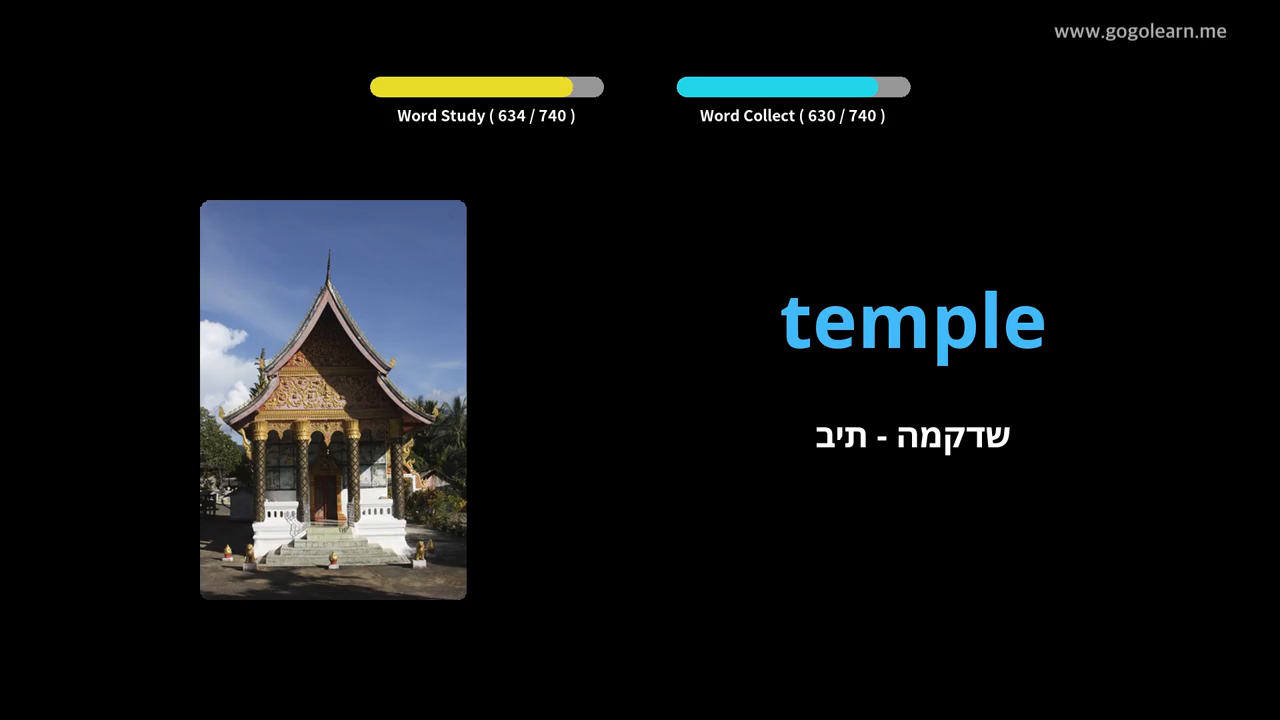 www.gogolearn.me
Word Study ( 634 / 740 )
Word Collect ( 630 / 740 )
temple
שדקמה - תיב